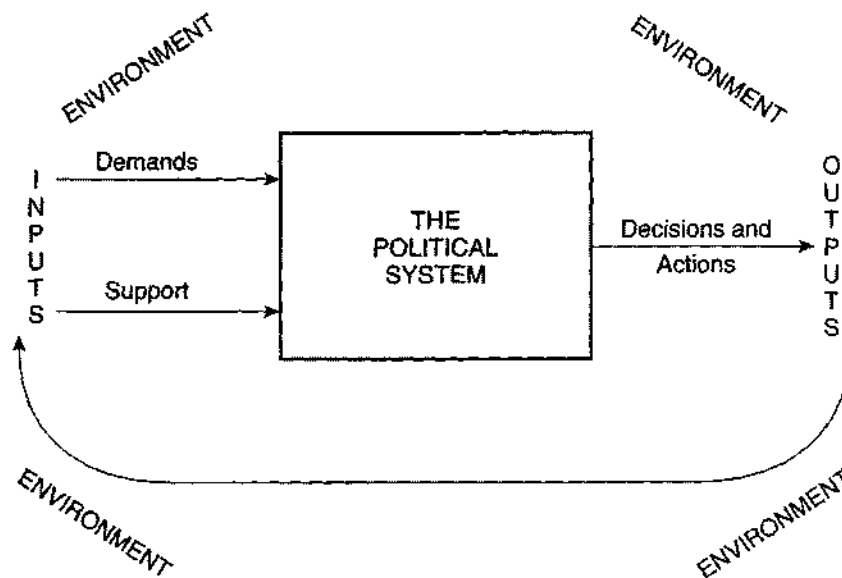 ENVIRONMENT
ENVIRONMENT
INPUTS
Demands
Support
THE
POLITICAL
SYSTEM
Decisions and
Actions
OUTPUTS
ENVIRONMENT
ENVIRONMENT